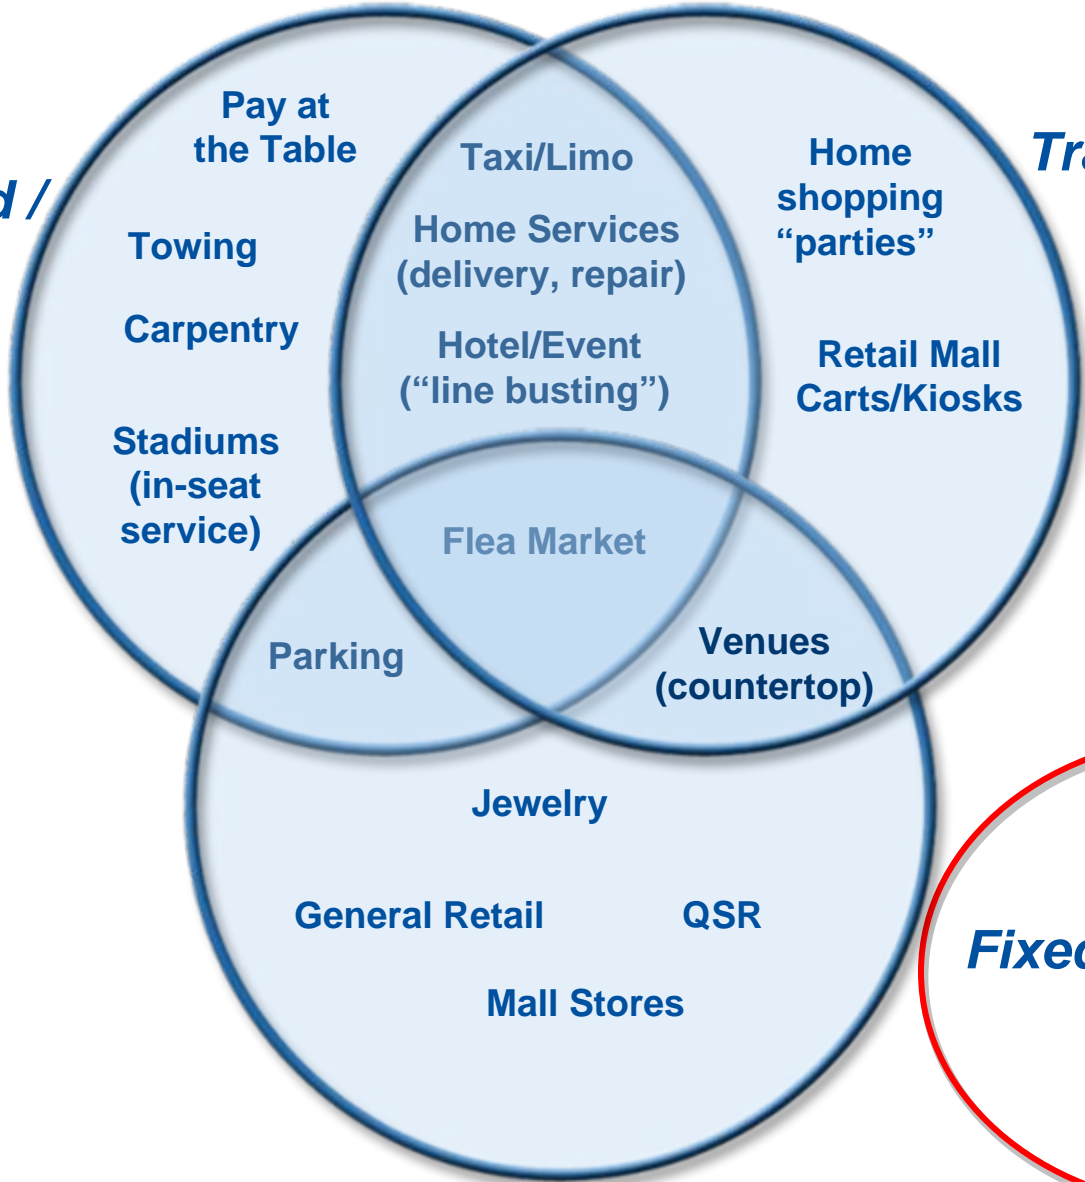 Pay at
the Table
Towing
Carpentry
Stadiums
(in-seat
service)
Taxi/Limo
Home Services
(delivery, repair)
Hotel/Event
(“line busting”)
Home
shopping
“parties”
Retail Mall
Carts/Kiosks
Flea Market
Parking
Venues
(countertop)
Jewelry
General Retail
QSR
Mall Stores